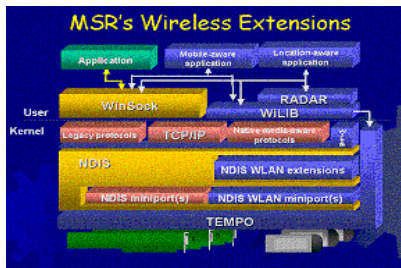 MSR's Wireless Extensions
Application
Mobile-aware
application
Location-aware
application
RADAR
WinSock
WiLIB
User
Kernel
Legacy protocols
TCP/IP
Native media-aware
protocols
NDIS
NDIS WLAN extensions
NDIS miniport(s)
NDIS WLAN miniport(s)
TEMPO